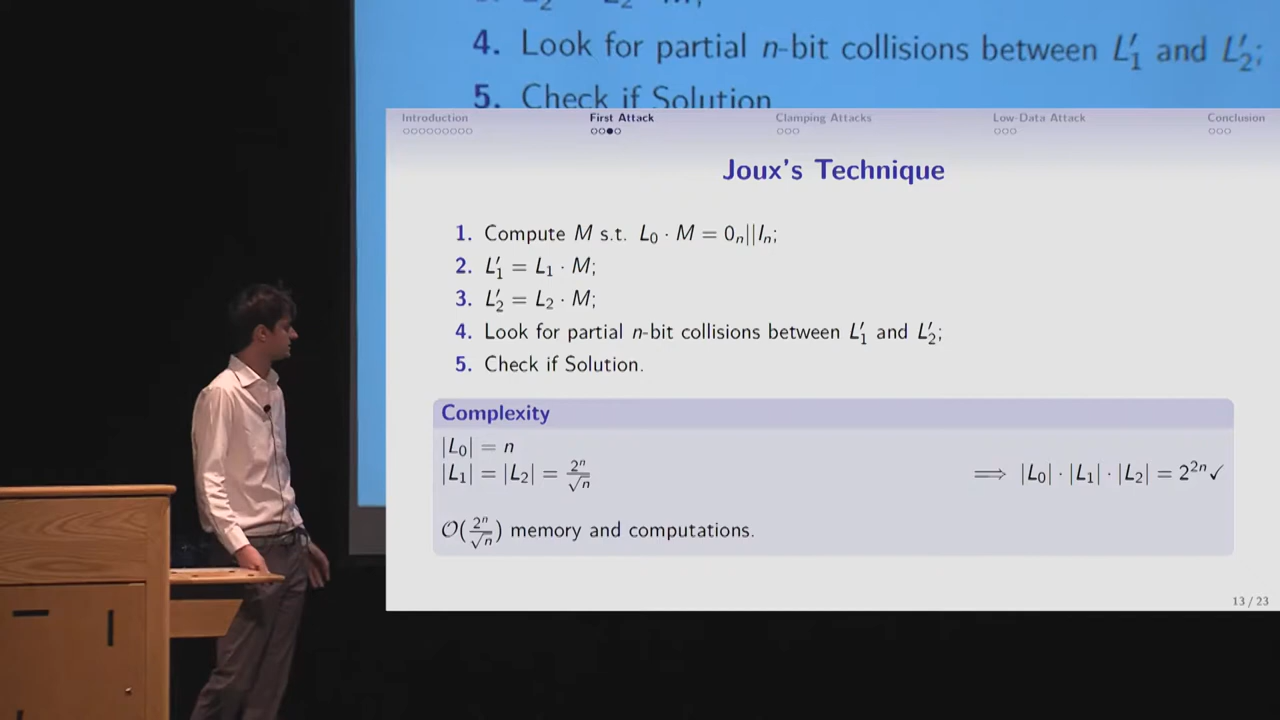 4. Look for partial n-bit collisions between L′₁ and L′₂;
5. Check if Solution
Introduction First Attack Clamping Attacks Low-Data Attack Conclusion
Joux's Technique
1. Compute M s.t. L₀ · M = 0ₙ||Iₙ;
2. L′₁ = L₁ · M;
3. L′₂ = L₂ · M;
4. Look for partial n-bit collisions between L′₁ and L′₂;
5. Check if Solution.
Complexity
|L₀| = n
|L₁| = |L₂| = 2ⁿ/√n ⟹ |L₀| · |L₁| · |L₂| = 2²ⁿ ✓
𝒪(2ⁿ/√n) memory and computations.
13 / 23